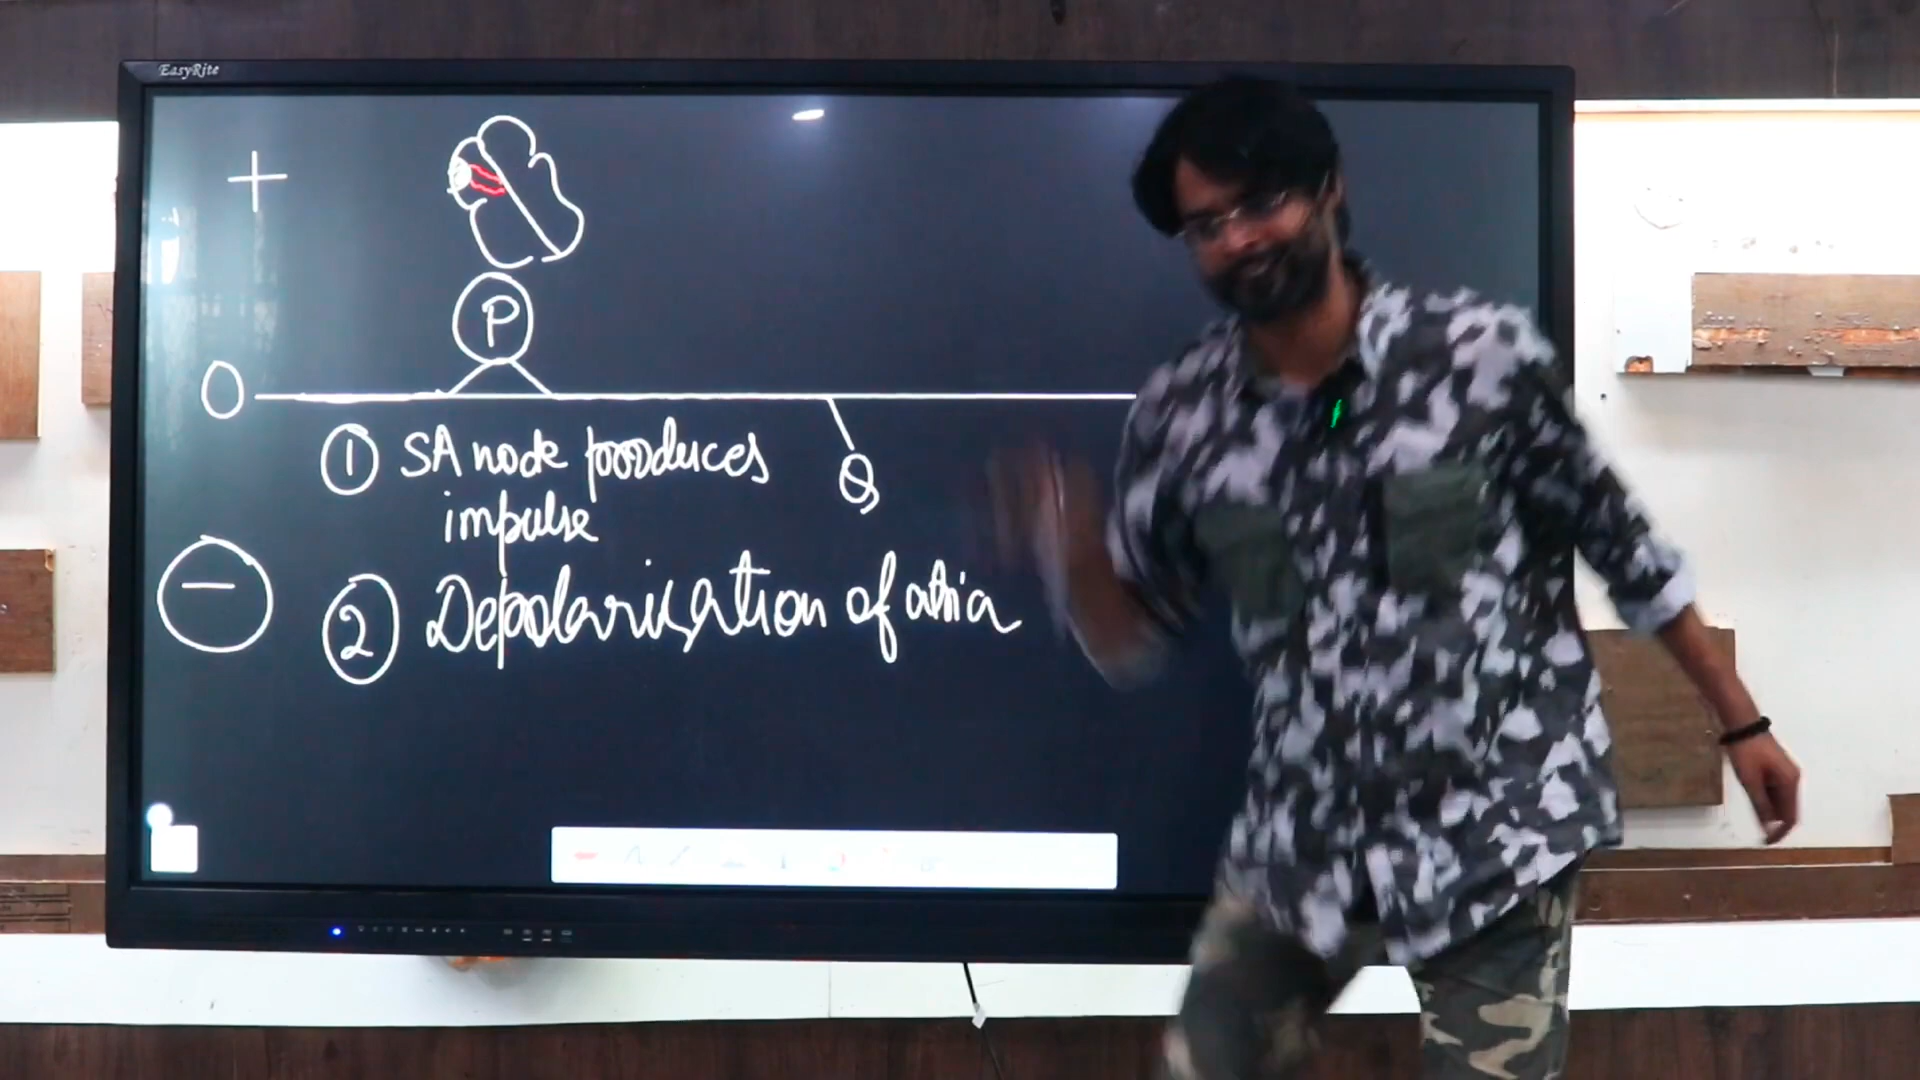 EasyRite
+
P
O
① SA node produces
impulse
Q
−
② Depolarisation of atria